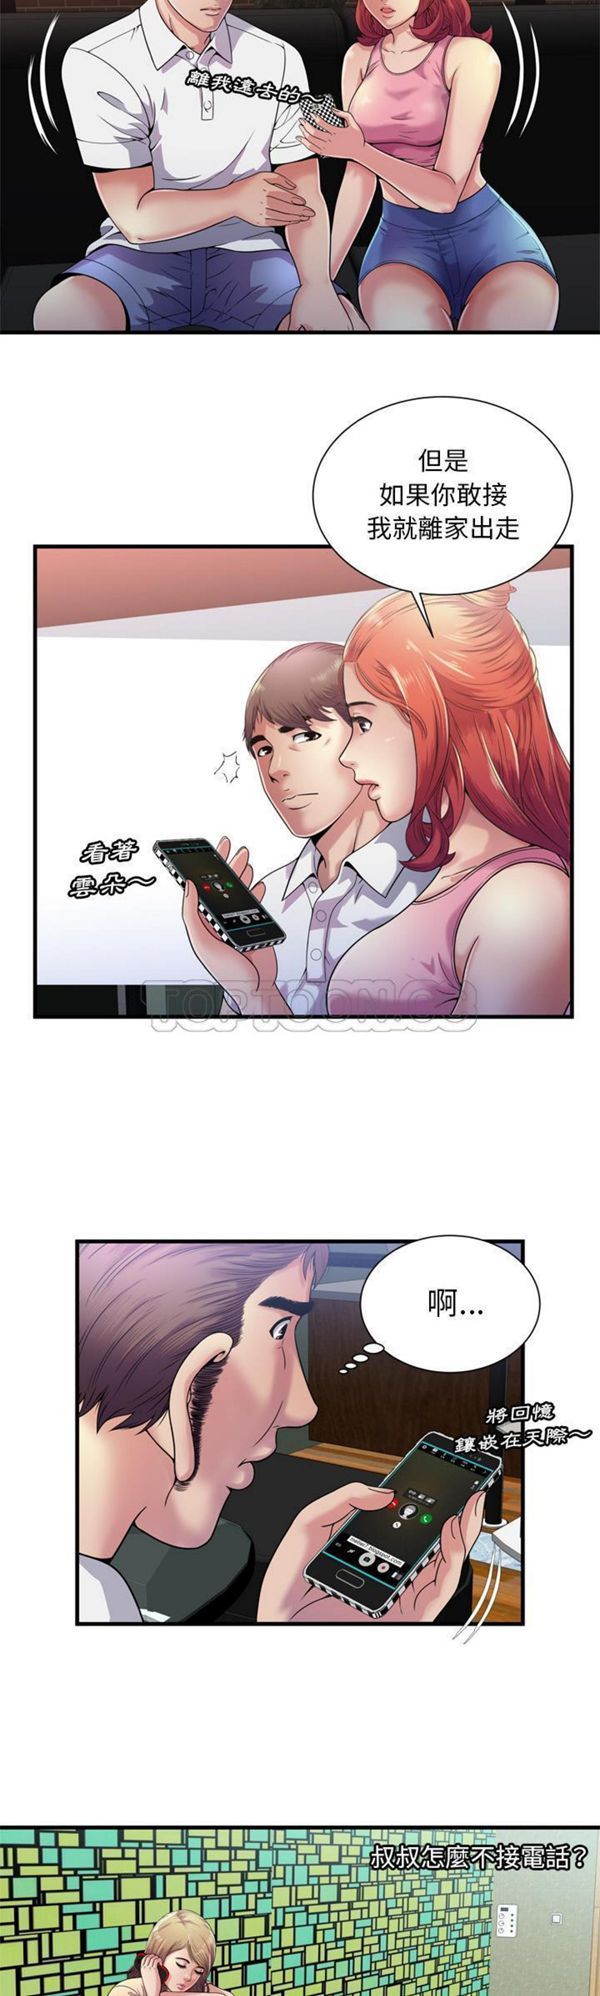 離我遠去的～
但是
如果你敢接
我就離家出走
看著
雲朵～
TOPTOON.CC
啊...
將回憶
鑲嵌在天際～
叔叔怎麼不接電話？